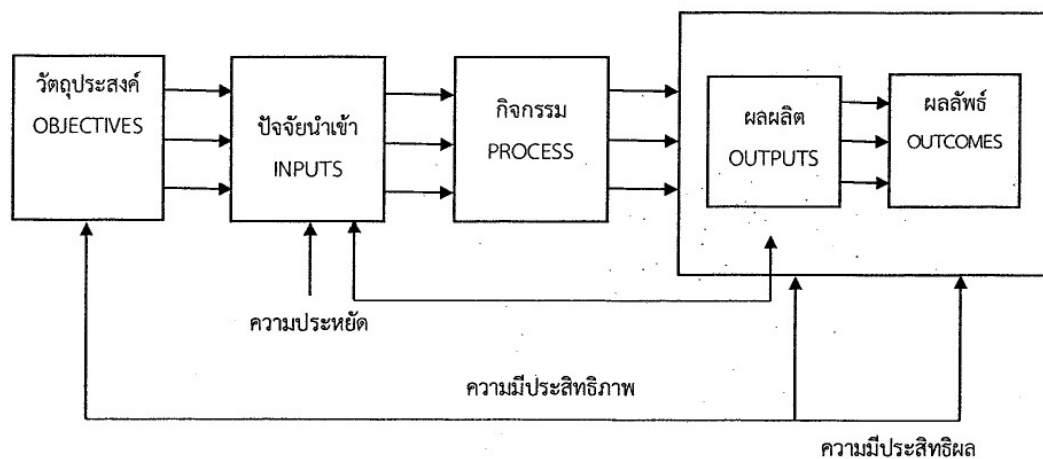 วัตถุประสงค์
OBJECTIVES
ปัจจัยนำเข้า
INPUTS
กิจกรรม
PROCESS
ผลผลิต
OUTPUTS
ผลลัพธ์
OUTCOMES
ความประหยัด
ความมีประสิทธิภาพ
ความมีประสิทธิผล